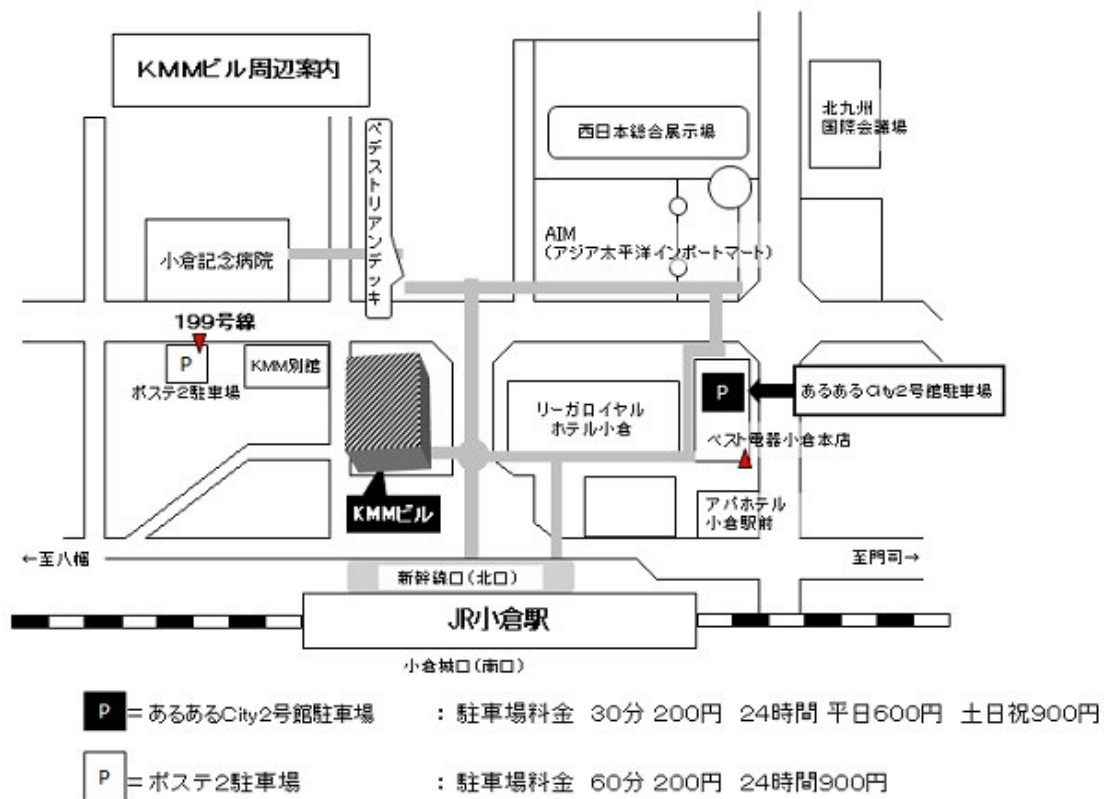 KMMビル周辺案内
ペデストリアンデッキ
西日本総合展示場
北九州
国際会議場
小倉記念病院
AIM
(アジア太平洋インポートマート)
199号線
P
ポステ2駐車場
KMM別館
リーガロイヤル
ホテル小倉
P
あるあるCity2号館駐車場
ベスト電器小倉本店
KMMビル
アパホテル
小倉駅前
←至八幡
至門司→
新幹線口(北口)
JR小倉駅
小倉城口(南口)
P =あるあるCity2号館駐車場 : 駐車場料金 30分 200円 24時間 平日600円 土日祝900円
P =ポステ2駐車場 : 駐車場料金 60分 200円 24時間900円